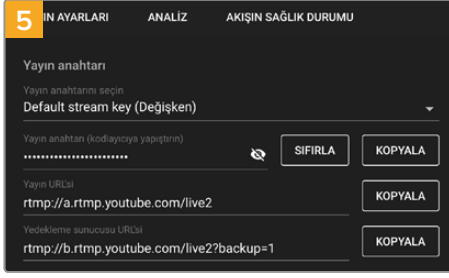 5
IN AYARLARI ANALİZ AKIŞIN SAĞLIK DURUMU
Yayın anahtarı
Yayın anahtarını seçin
Default stream key (Değişken)
Yayın anahtarı (kodlayıcıya yapıştırın)
•••••••••••••••••••••••• SIFIRLA KOPYALA
Yayın URL'si
rtmp://a.rtmp.youtube.com/live2 KOPYALA
Yedekleme sunucusu URL'si
rtmp://b.rtmp.youtube.com/live2?backup=1 KOPYALA